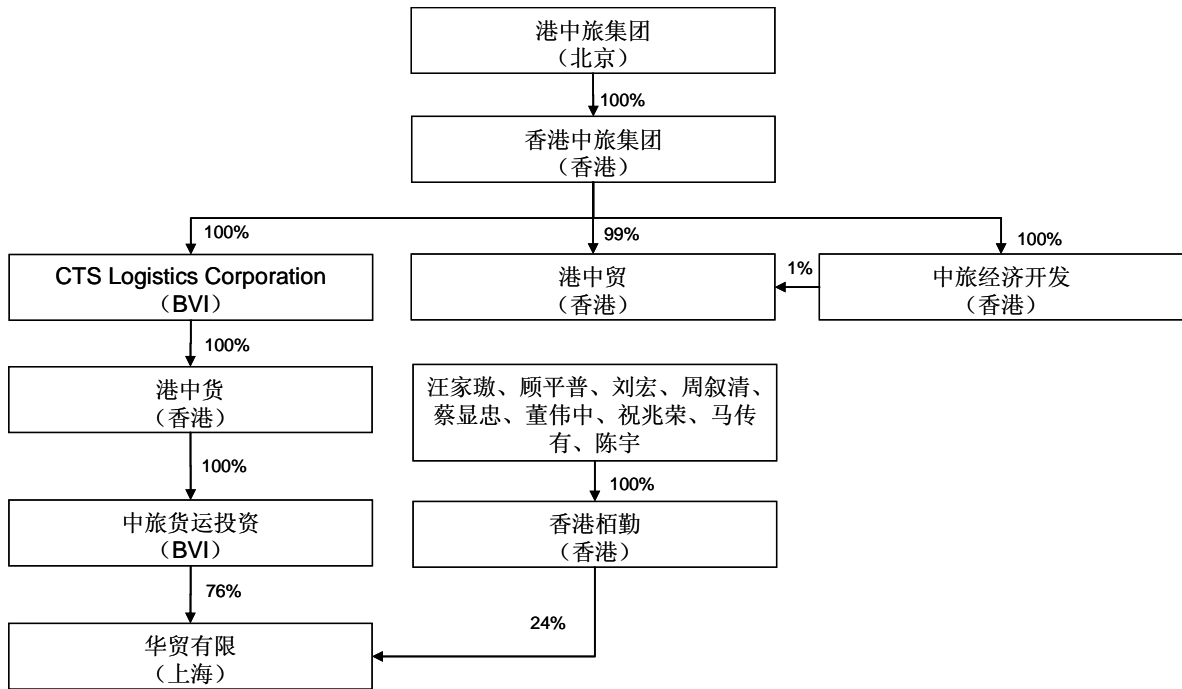 港中旅集团
（北京）
100%
香港中旅集团
（香港）
100%
99%
100%
CTS Logistics Corporation
（BVI）
港中贸
（香港）
1%
中旅经济开发
（香港）
100%
港中货
（香港）
汪家璈、顾平普、刘宏、周叙清、
蔡显忠、董伟中、祝兆荣、马传
有、陈宇
100%
100%
中旅货运投资
（BVI）
香港栢勤
（香港）
76%
24%
华贸有限
（上海）